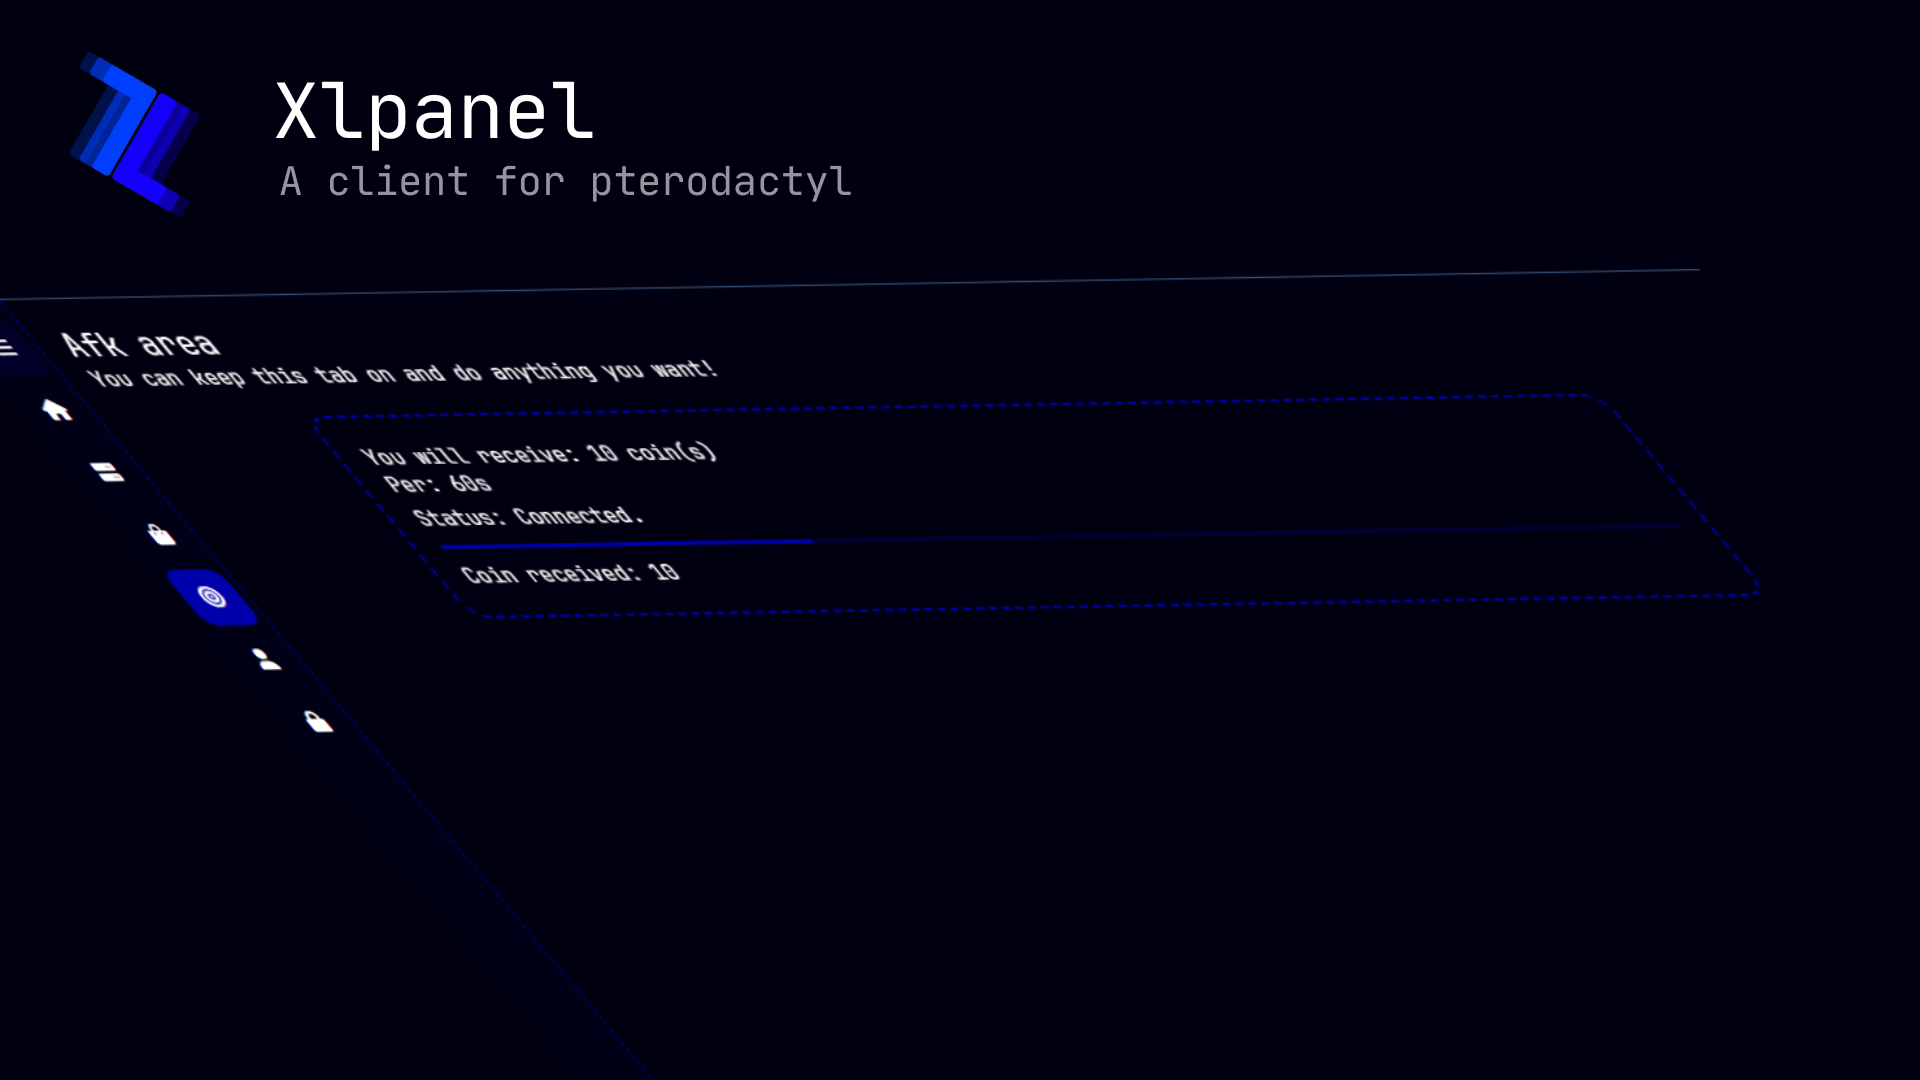 Xlpanel
A client for pterodactyl
Afk area
You can keep this tab on and do anything you want!
You will receive: 10 coin(s)
Per: 60s
Status: Connected.
Coin received: 10